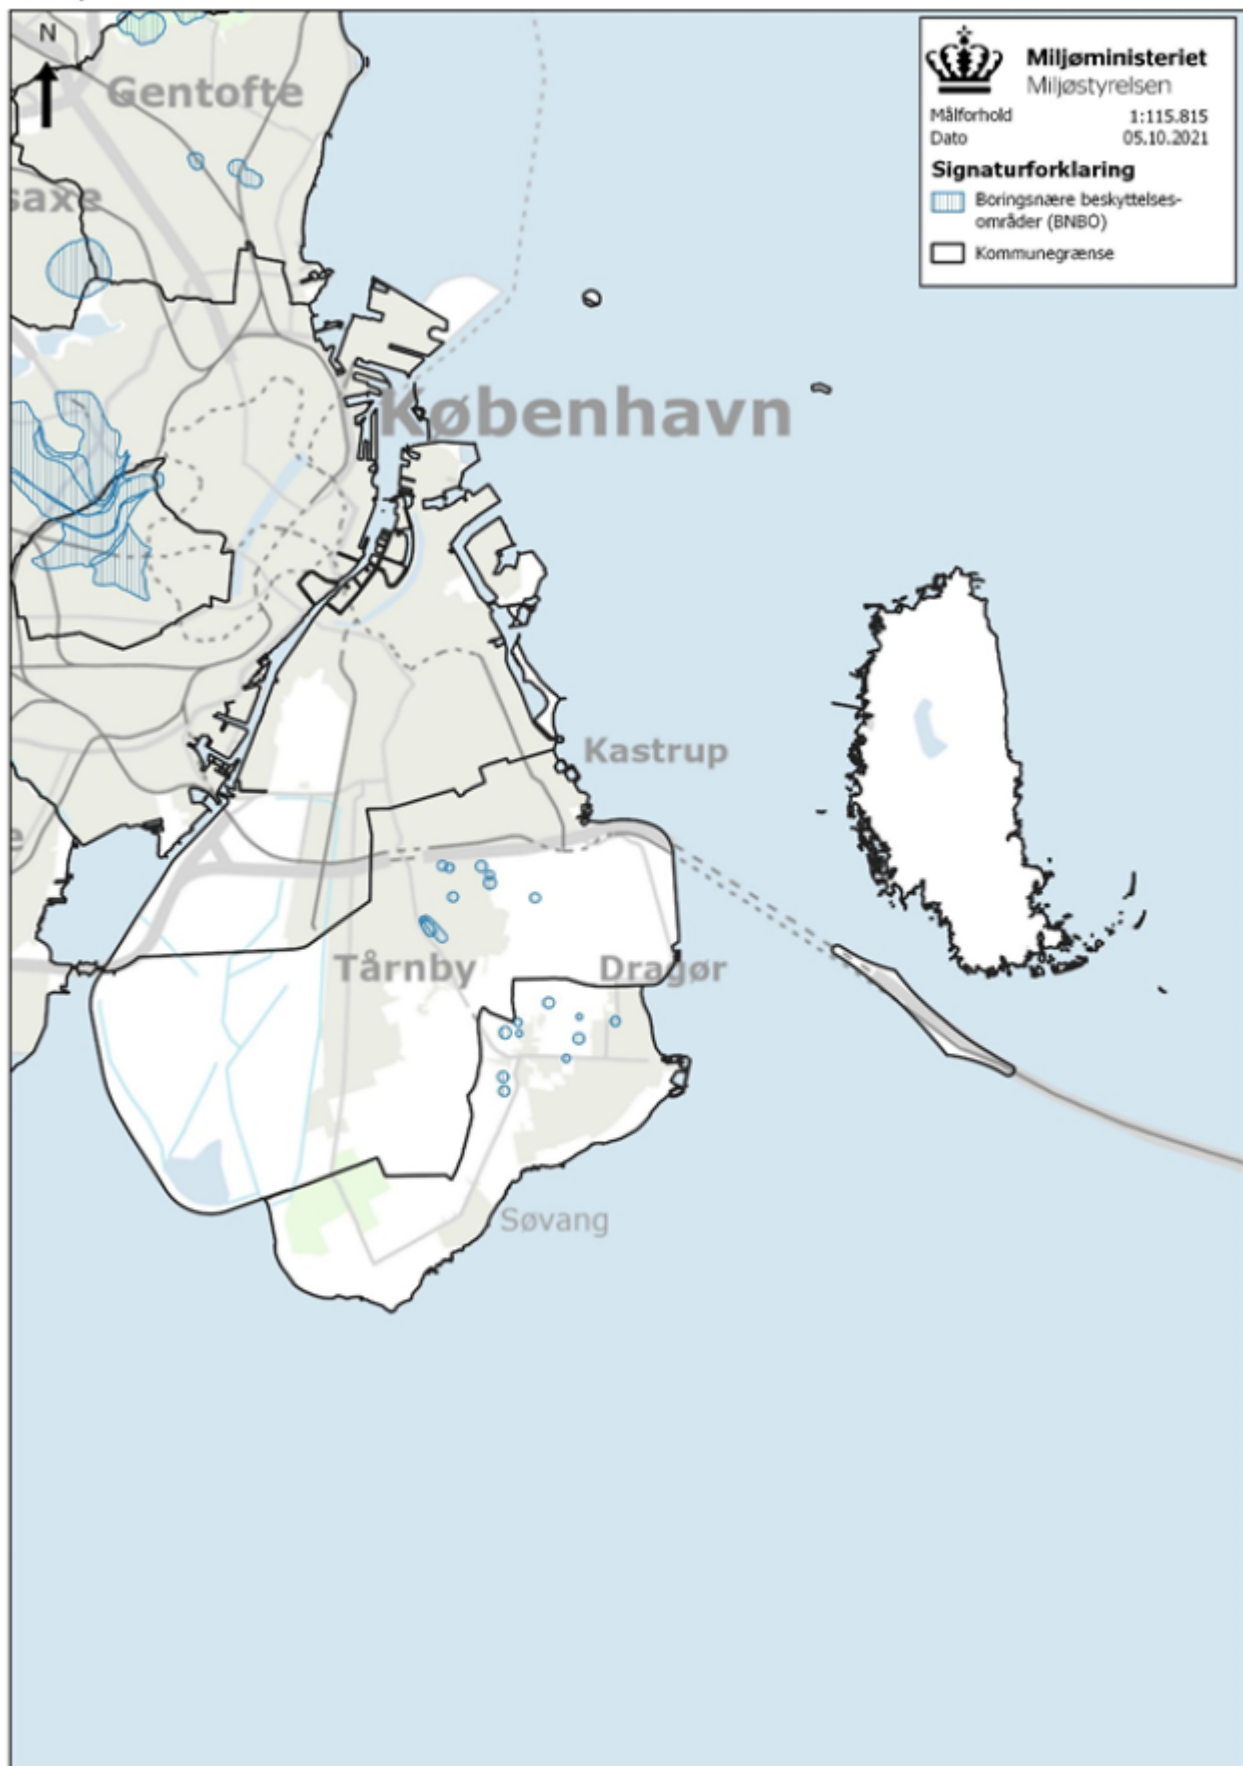 N
Gentofte
saxe
Miljøministeriet
Miljøstyrelsen
Målforhold 1:115.815
Dato 05.10.2021
Signaturforklaring
Boringsnære beskyttelses-
områder (BNBO)
Kommunegrænse
København
Kastrup
e
Tårnby
Dragør
Søvang